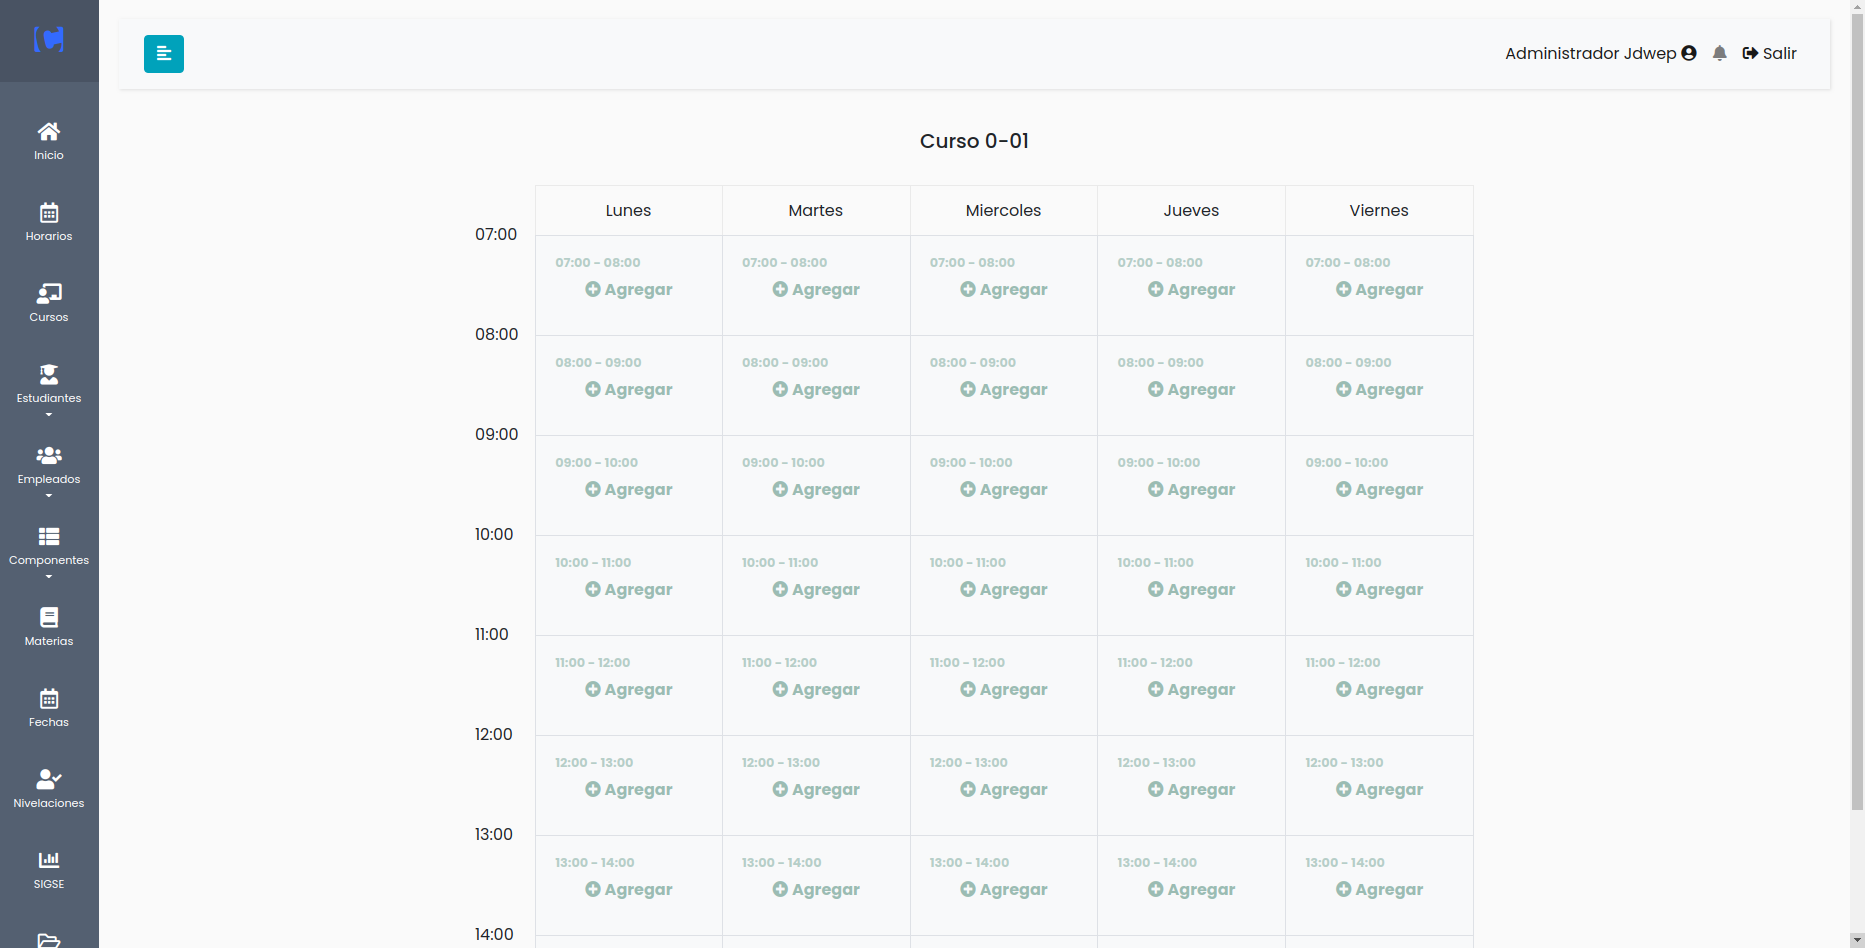 Administrador Jdwep
Salir
Inicio
Horarios
Cursos
Estudiantes
Empleados
Componentes
Materias
Fechas
Nivelaciones
SIGSE
Curso 0-01
Lunes Martes Miercoles Jueves Viernes
07:00
07:00 - 08:00 07:00 - 08:00 07:00 - 08:00 07:00 - 08:00 07:00 - 08:00
Agregar Agregar Agregar Agregar Agregar
08:00
08:00 - 09:00 08:00 - 09:00 08:00 - 09:00 08:00 - 09:00 08:00 - 09:00
Agregar Agregar Agregar Agregar Agregar
09:00
09:00 - 10:00 09:00 - 10:00 09:00 - 10:00 09:00 - 10:00 09:00 - 10:00
Agregar Agregar Agregar Agregar Agregar
10:00
10:00 - 11:00 10:00 - 11:00 10:00 - 11:00 10:00 - 11:00 10:00 - 11:00
Agregar Agregar Agregar Agregar Agregar
11:00
11:00 - 12:00 11:00 - 12:00 11:00 - 12:00 11:00 - 12:00 11:00 - 12:00
Agregar Agregar Agregar Agregar Agregar
12:00
12:00 - 13:00 12:00 - 13:00 12:00 - 13:00 12:00 - 13:00 12:00 - 13:00
Agregar Agregar Agregar Agregar Agregar
13:00
13:00 - 14:00 13:00 - 14:00 13:00 - 14:00 13:00 - 14:00 13:00 - 14:00
Agregar Agregar Agregar Agregar Agregar
14:00